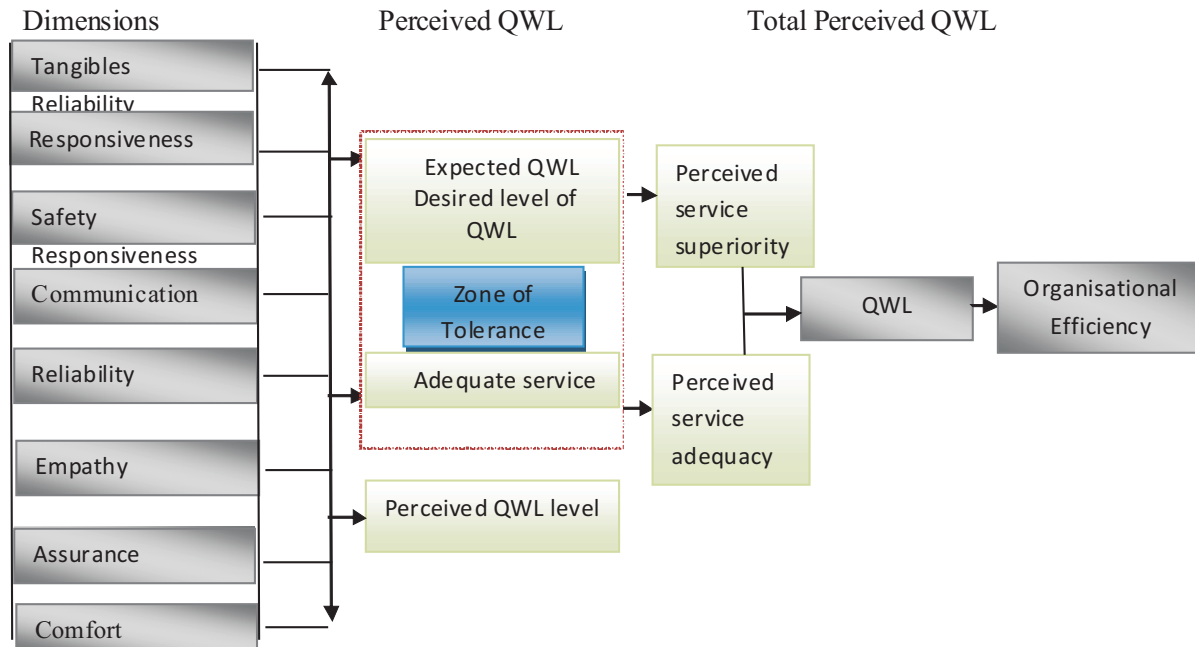 Dimensions
Perceived QWL
Total Perceived QWL
Tangibles
Reliability
Responsiveness
Safety
Responsiveness
Communication
Reliability
Empathy
Assurance
Comfort
Expected QWL
Desired level of
QWL
Zone of
Tolerance
Adequate service
Perceived QWL level
Perceived
service
superiority
Perceived
service
adequacy
QWL
Organisational
Efficiency